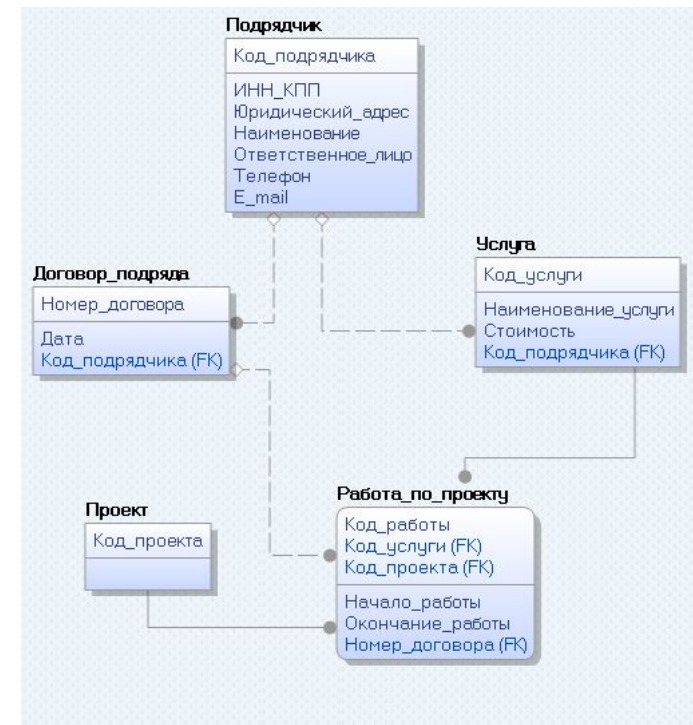 Подрядчик
Код_подрядчика
ИНН_КПП
Юридический_адрес
Наименование
Ответственное_лицо
Телефон
E_mail
Договор_подряда
Номер_договора
Дата
Код_подрядчика (FK)
Услуга
Код_услуги
Наименование_услуги
Стоимость
Код_подрядчика (FK)
Проект
Код_проекта
Работа_по_проекту
Код_работы
Код_услуги (FK)
Код_проекта (FK)
Начало_работы
Окончание_работы
Номер_договора (FK)